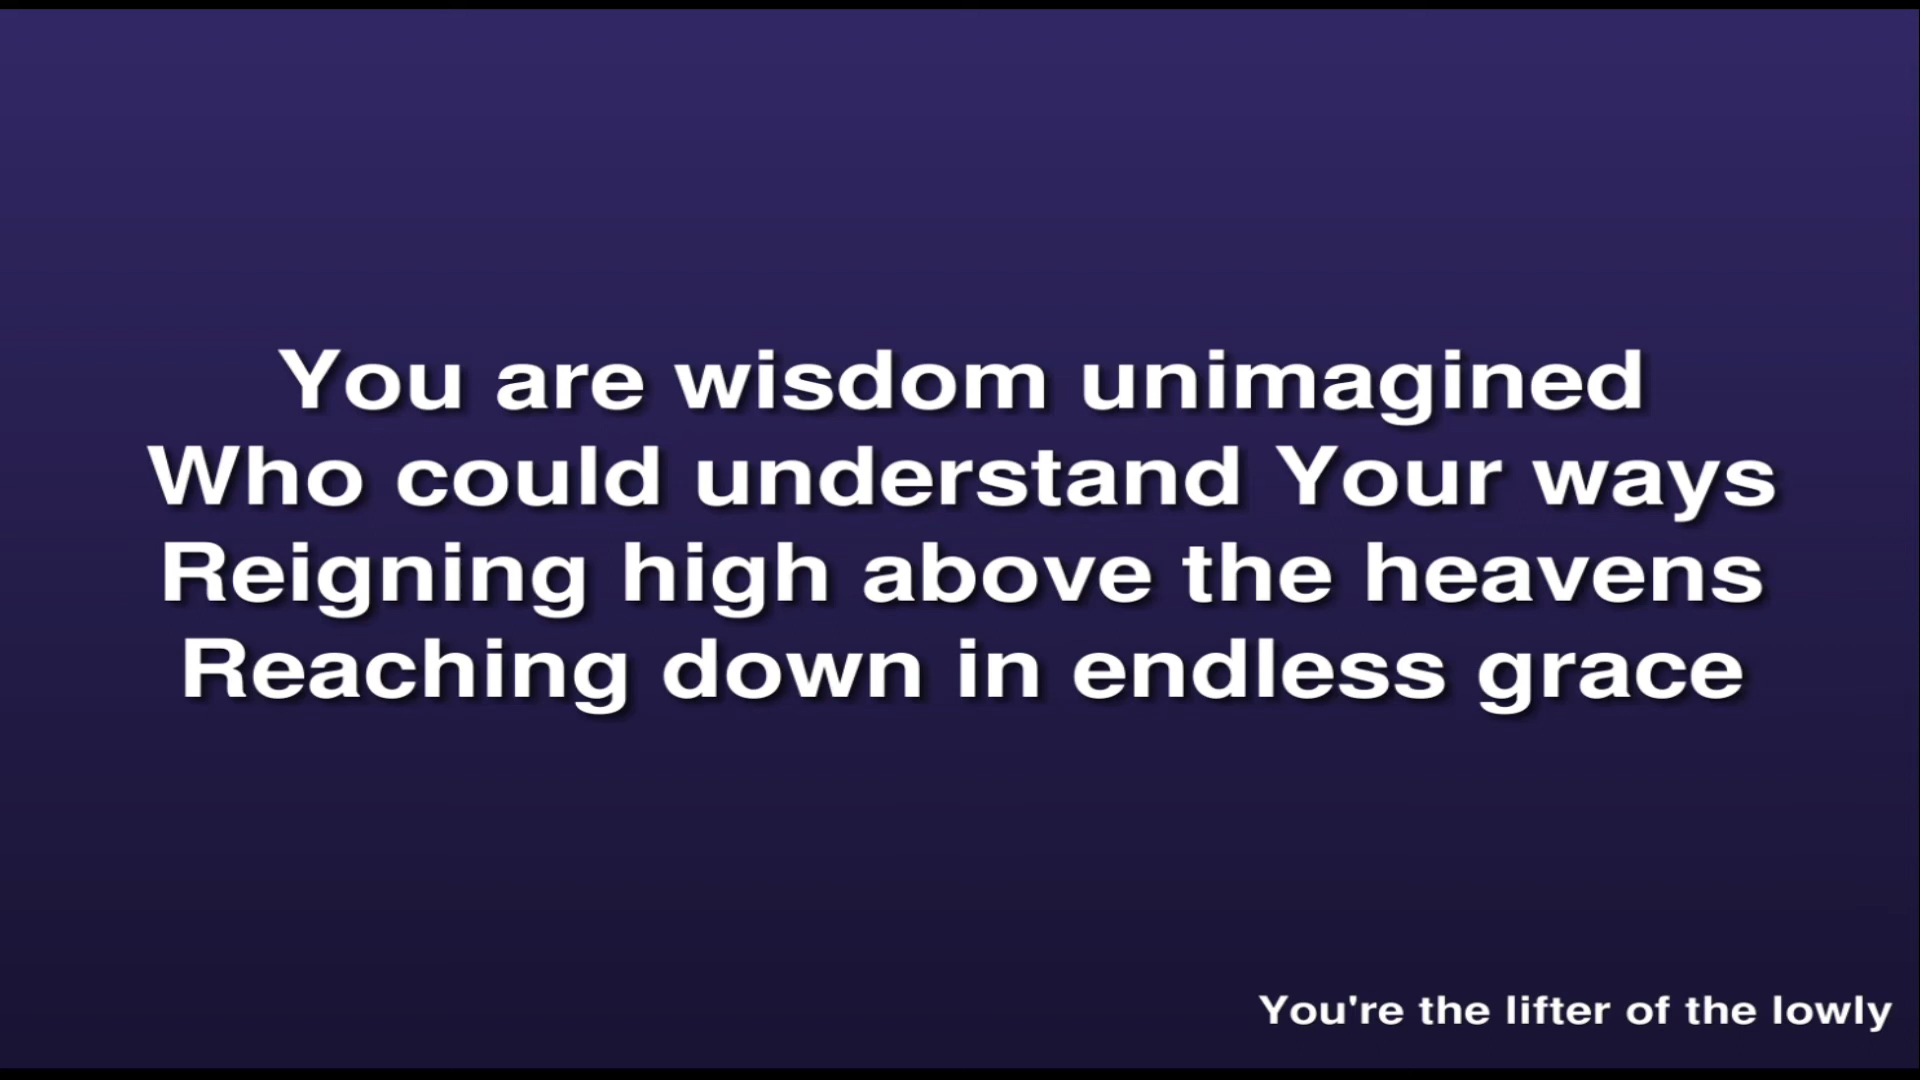 You are wisdom unimagined
Who could understand Your ways
Reigning high above the heavens
Reaching down in endless grace
You're the lifter of the lowly